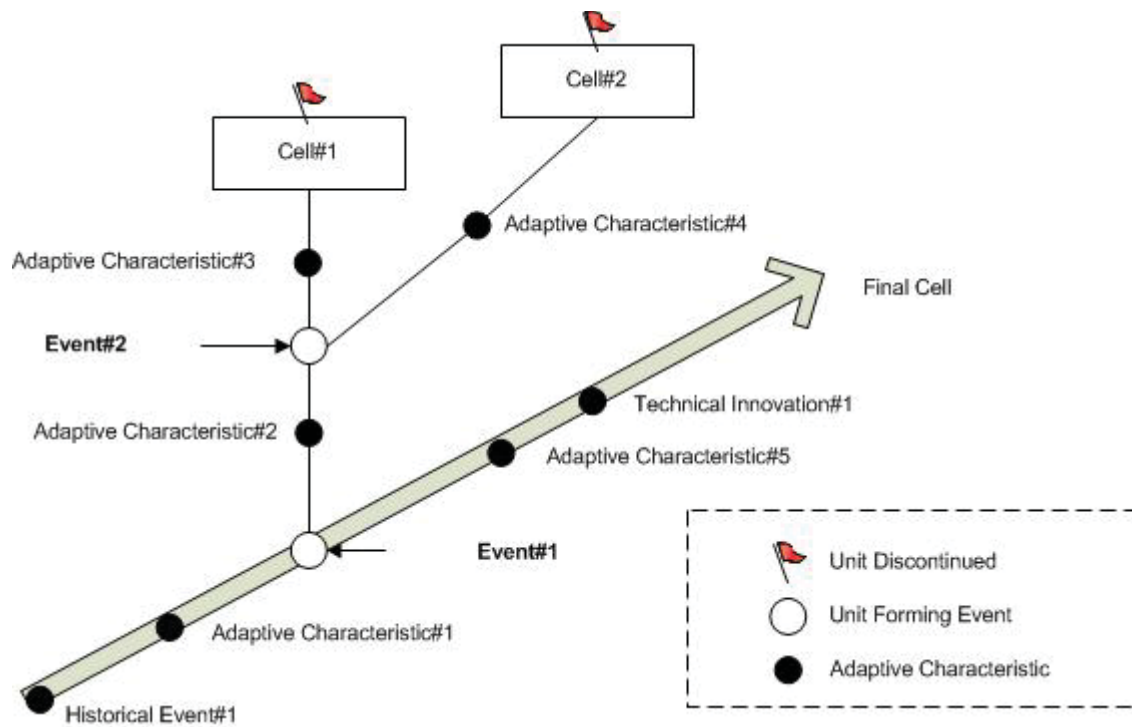 Cell#2
Cell#1
Adaptive Characteristic#4
Adaptive Characteristic#3
Final Cell
Event#2
Technical Innovation#1
Adaptive Characteristic#2
Adaptive Characteristic#5
Event#1
Unit Discontinued
Unit Forming Event
Adaptive Characteristic#1
Adaptive Characteristic
Historical Event#1